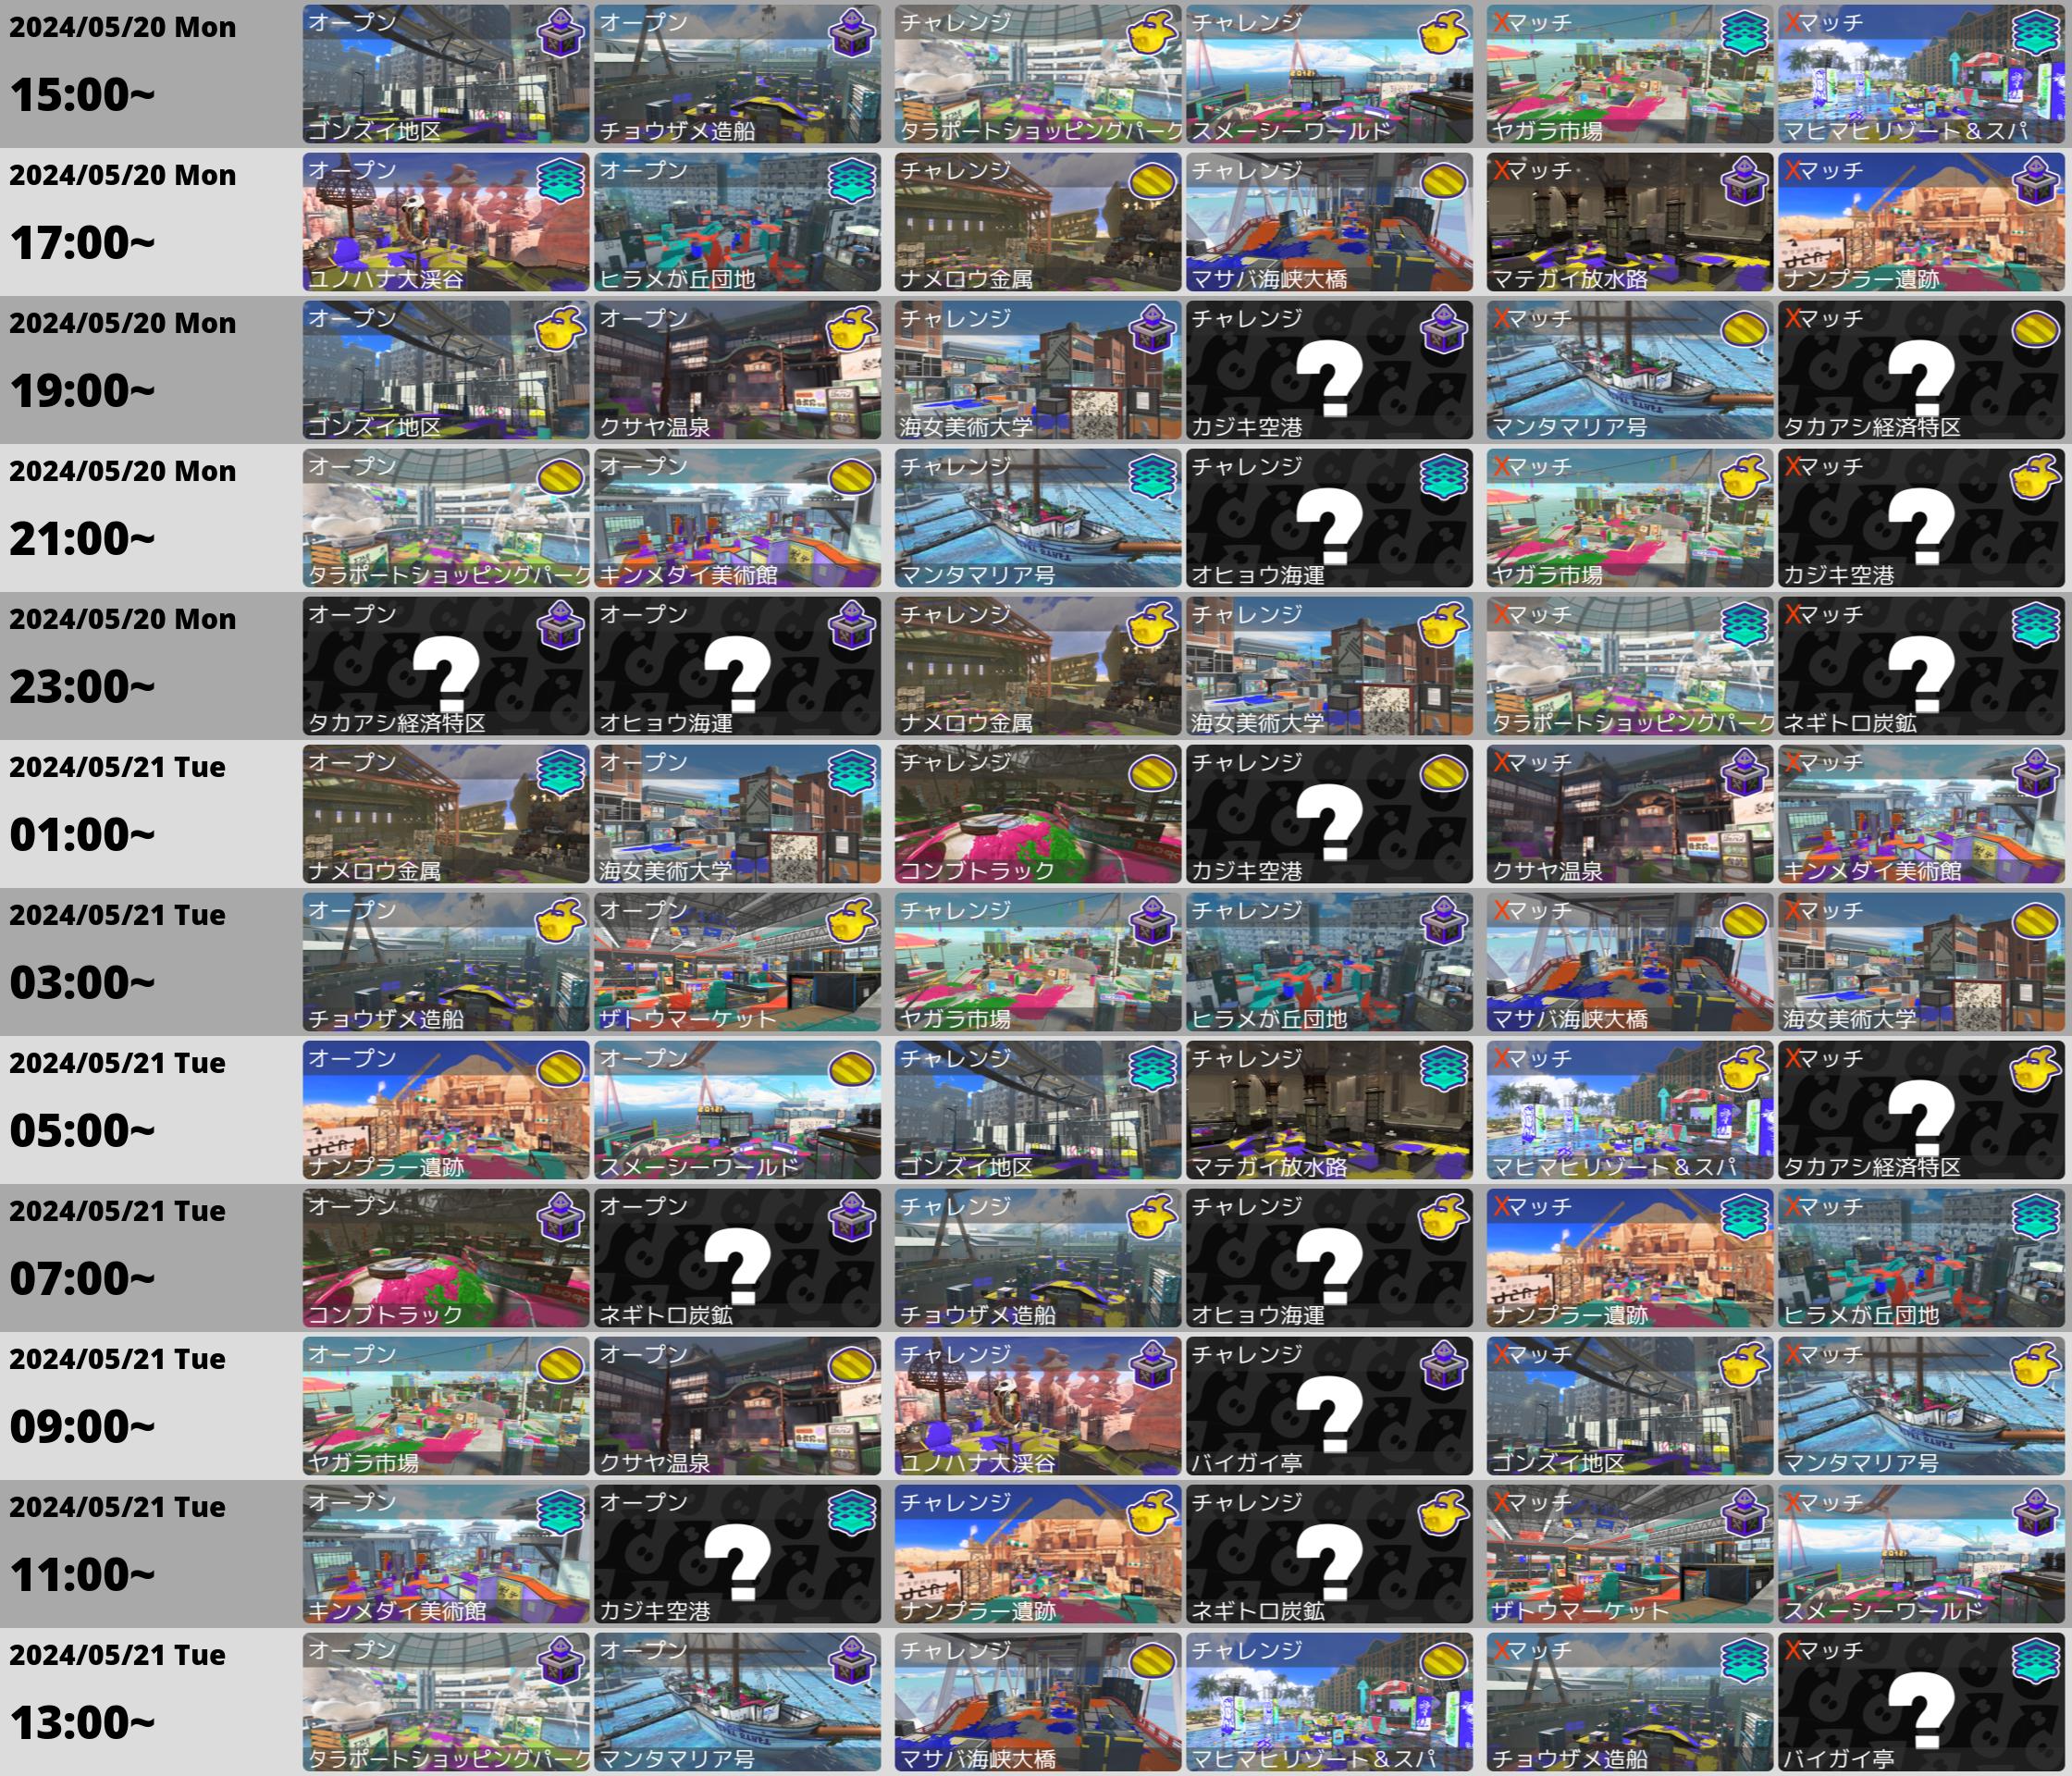 2024/05/20 Mon
15:00~
オープン
ゴンズイ地区
オープン
チョウザメ造船
チャレンジ
タラポートショッピングパーク
チャレンジ
スメーシーワールド
Xマッチ
ヤガラ市場
Xマッチ
マヒマヒリゾート＆スパ
2024/05/20 Mon
17:00~
オープン
ユノハナ大渓谷
オープン
ヒラメが丘団地
チャレンジ
ナメロウ金属
チャレンジ
マサバ海峡大橋
Xマッチ
マテガイ放水路
Xマッチ
ナンプラー遺跡
2024/05/20 Mon
19:00~
オープン
ゴンズイ地区
オープン
クサヤ温泉
チャレンジ
海女美術大学
チャレンジ
?
カジキ空港
Xマッチ
マンタマリア号
Xマッチ
?
タカアシ経済特区
2024/05/20 Mon
21:00~
オープン
タラポートショッピングパーク
オープン
キンメダイ美術館
チャレンジ
マンタマリア号
チャレンジ
?
オヒョウ海運
Xマッチ
ヤガラ市場
Xマッチ
?
カジキ空港
2024/05/20 Mon
23:00~
オープン
?
タカアシ経済特区
オープン
?
オヒョウ海運
チャレンジ
ナメロウ金属
チャレンジ
海女美術大学
Xマッチ
タラポートショッピングパーク
Xマッチ
?
ネギトロ炭鉱
2024/05/21 Tue
01:00~
オープン
ナメロウ金属
オープン
海女美術大学
チャレンジ
コンブトラック
チャレンジ
?
カジキ空港
Xマッチ
クサヤ温泉
Xマッチ
キンメダイ美術館
2024/05/21 Tue
03:00~
オープン
チョウザメ造船
オープン
ザトウマーケット
チャレンジ
ヤガラ市場
チャレンジ
ヒラメが丘団地
Xマッチ
マサバ海峡大橋
Xマッチ
海女美術大学
2024/05/21 Tue
05:00~
オープン
ナンプラー遺跡
オープン
スメーシーワールド
チャレンジ
ゴンズイ地区
チャレンジ
マテガイ放水路
Xマッチ
マヒマヒリゾート＆スパ
Xマッチ
?
タカアシ経済特区
2024/05/21 Tue
07:00~
オープン
コンブトラック
オープン
?
ネギトロ炭鉱
チャレンジ
チョウザメ造船
チャレンジ
?
オヒョウ海運
Xマッチ
ナンプラー遺跡
Xマッチ
ヒラメが丘団地
2024/05/21 Tue
09:00~
オープン
ヤガラ市場
オープン
クサヤ温泉
チャレンジ
ユノハナ大渓谷
チャレンジ
?
バイガイ亭
Xマッチ
ゴンズイ地区
Xマッチ
マンタマリア号
2024/05/21 Tue
11:00~
オープン
キンメダイ美術館
オープン
?
カジキ空港
チャレンジ
ナンプラー遺跡
チャレンジ
?
ネギトロ炭鉱
Xマッチ
ザトウマーケット
Xマッチ
スメーシーワールド
2024/05/21 Tue
13:00~
オープン
タラポートショッピングパーク
オープン
マンタマリア号
チャレンジ
マサバ海峡大橋
チャレンジ
マヒマヒリゾート＆スパ
Xマッチ
チョウザメ造船
Xマッチ
?
バイガイ亭